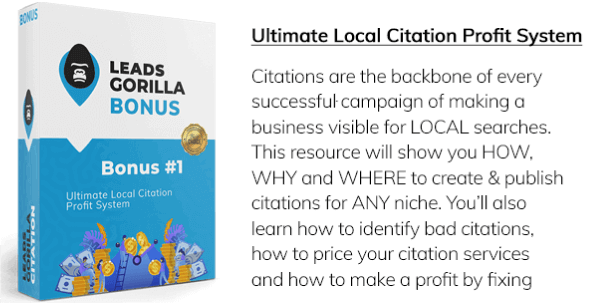 BONUS
LEADS
GORILLA
BONUS
Bonus #1
Ultimate Local Citation
Profit System
CITATION
Ultimate Local Citation Profit System
Citations are the backbone of every
successful campaign of making a
business visible for LOCAL searches.
This resource will show you HOW,
WHY and WHERE to create & publish
citations for ANY niche. You'll also
learn how to identify bad citations,
how to price your citation services
and how to make a profit by fixing